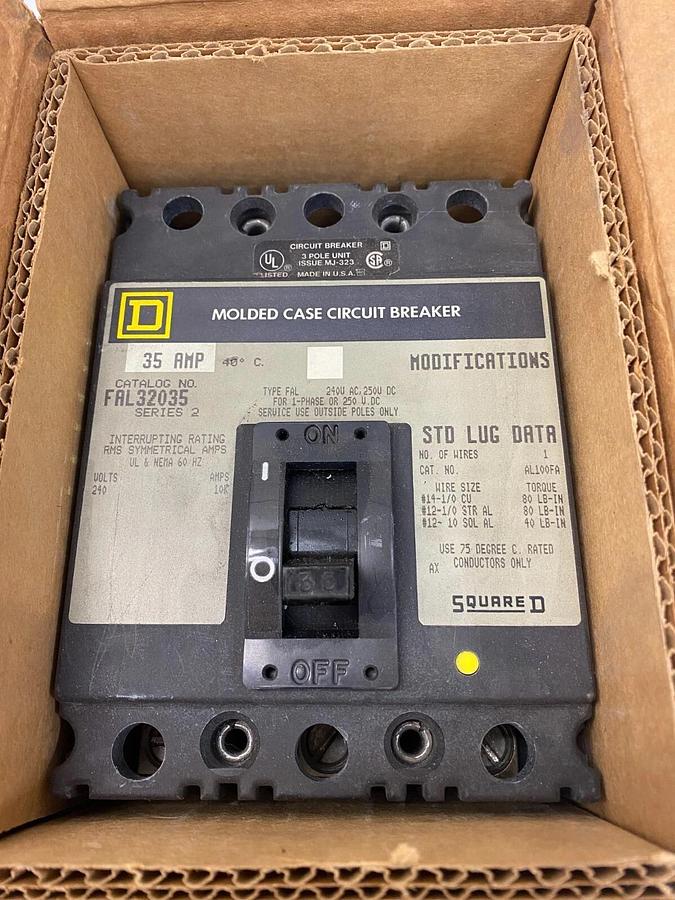 CIRCUIT BREAKER
3 POLE UNIT
ISSUE MJ-323
UL
LISTED
MADE IN U.S.A.
D
MOLDED CASE CIRCUIT BREAKER
35 AMP 40° C.
CATALOG NO.
FAL32035
SERIES 2
INTERRUPTING RATING
RMS SYMMETRICAL AMPS
UL & NEMA 60 HZ
VOLTS AMPS
240 10K
TYPE FAL 240V AC,250V DC
FOR 1-PHASE OR 250 V.DC
SERVICE USE OUTSIDE POLES ONLY
ON
I
O
OFF
MODIFICATIONS
STD LUG DATA
NO. OF WIRES 1
CAT. NO. AL100FA
WIRE SIZE TORQUE
#14-1/0 CU 80 LB-IN
#12-1/0 STR AL 80 LB-IN
#12- 10 SOL AL 40 LB-IN
USE 75 DEGREE C. RATED
AX CONDUCTORS ONLY
SQUARE D